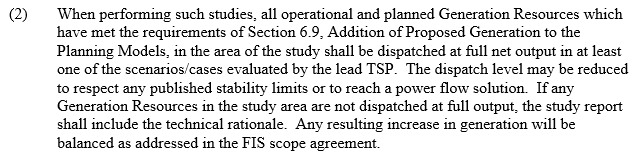 (2) When performing such studies, all operational and planned Generation Resources which
have met the requirements of Section 6.9, Addition of Proposed Generation to the
Planning Models, in the area of the study shall be dispatched at full net output in at least
one of the scenarios/cases evaluated by the lead TSP.  The dispatch level may be reduced
to respect any published stability limits or to reach a power flow solution.  If any
Generation Resources in the study area are not dispatched at full output, the study report
shall include the technical rationale.  Any resulting increase in generation will be
balanced as addressed in the FIS scope agreement.